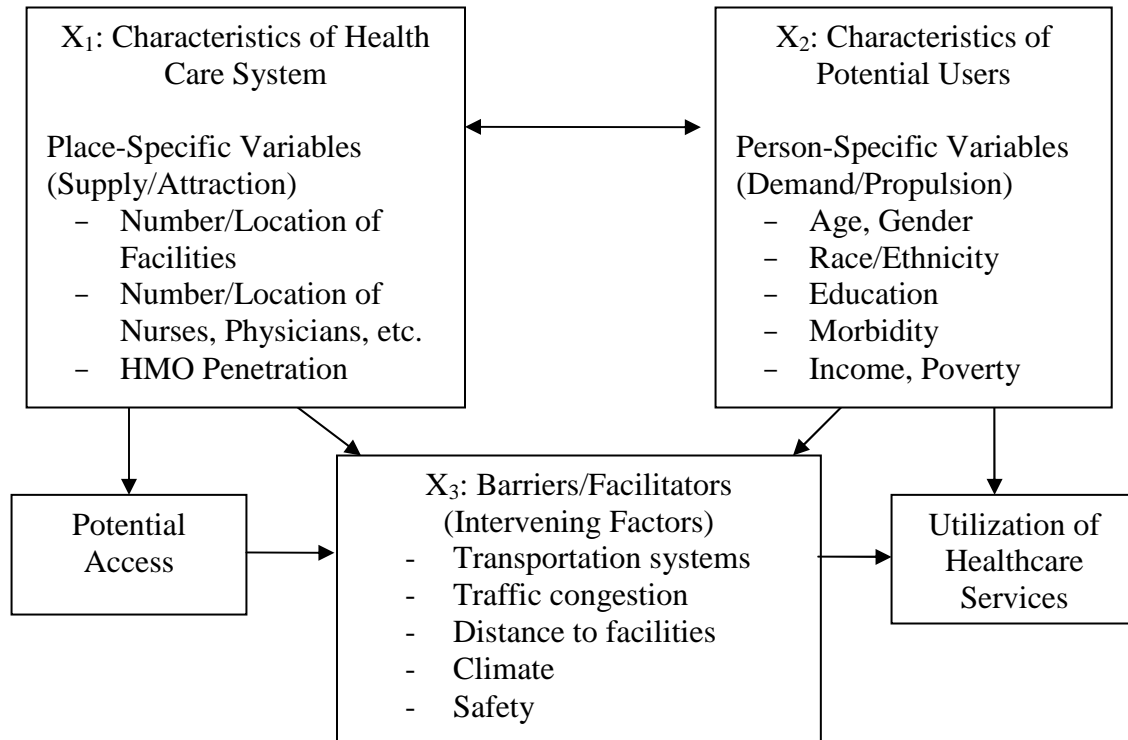 X₁: Characteristics of Health
Care System
Place-Specific Variables
(Supply/Attraction)
- Number/Location of
Facilities
- Number/Location of
Nurses, Physicians, etc.
- HMO Penetration
X₂: Characteristics of
Potential Users
Person-Specific Variables
(Demand/Propulsion)
- Age, Gender
- Race/Ethnicity
- Education
- Morbidity
- Income, Poverty
Potential
Access
X₃: Barriers/Facilitators
(Intervening Factors)
- Transportation systems
- Traffic congestion
- Distance to facilities
- Climate
- Safety
Utilization of
Healthcare
Services